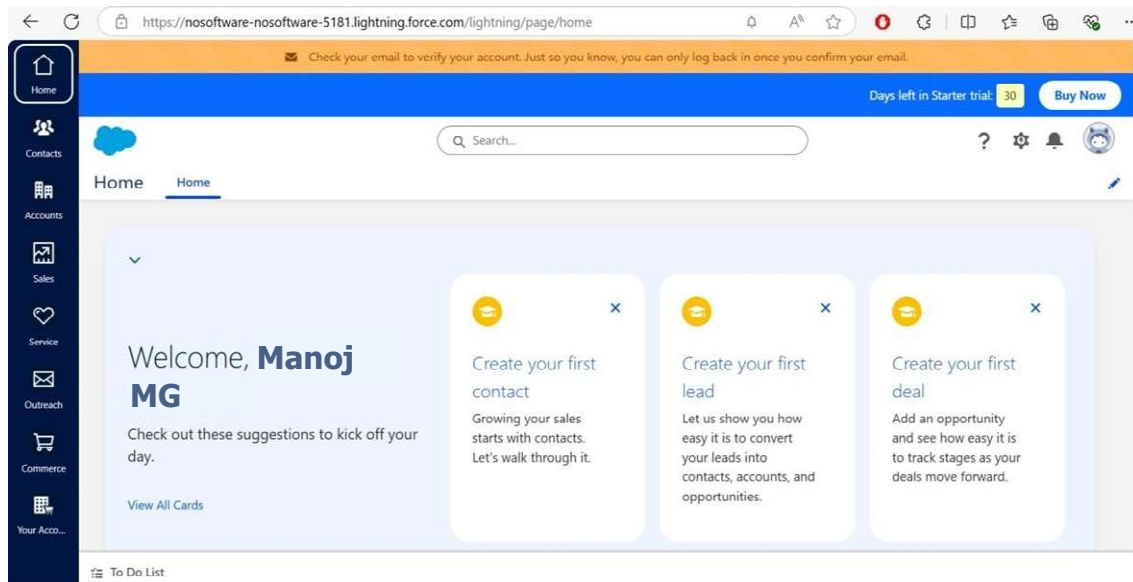 https://nosoftware-nosoftware-5181.lightning.force.com/lightning/page/home
Check your email to verify your account. Just so you know, you can only log back in once you confirm your email.
Days left in Starter trial: 30 Buy Now
Search...
Home
Contacts
Accounts
Sales
Service
Outreach
Commerce
Your Acco...
Home Home
Welcome, Manoj
MG
Check out these suggestions to kick off your
day.
View All Cards
Create your first
contact
Growing your sales
starts with contacts.
Let's walk through it.
Create your first
lead
Let us show you how
easy it is to convert
your leads into
contacts, accounts, and
opportunities.
Create your first
deal
Add an opportunity
and see how easy it is
to track stages as your
deals move forward.
To Do List